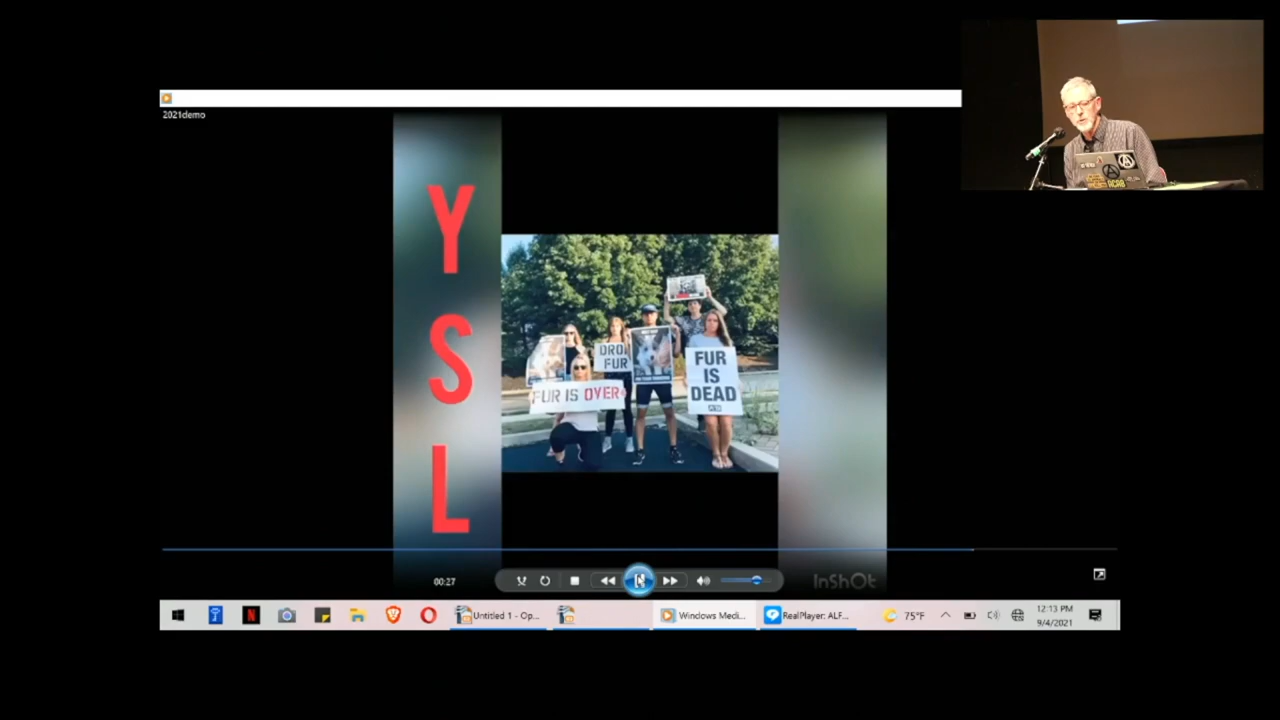 2021demo
Y
S
L
DROP
FUR
FUR IS OVER
FUR
IS
DEAD
00:27
InShOt
Untitled 1 - Op...
Windows Medi...
RealPlayer: ALF...
75°F
12:13 PM
9/4/2021
ACAB